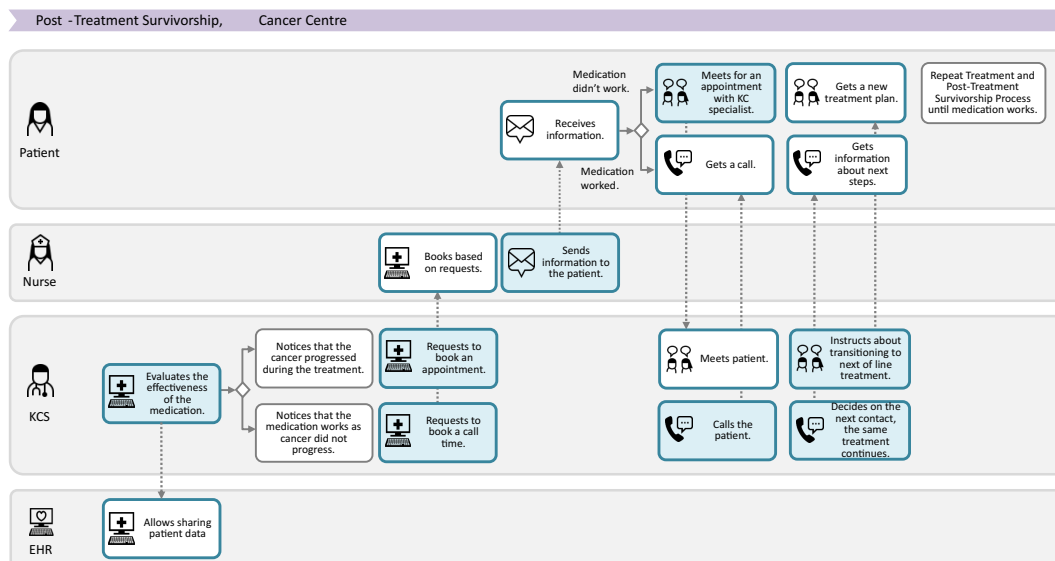 Post - Treatment Survivorship, Cancer Centre
Patient
Medication
didn't work.
Receives
information.
Medication
worked.
Meets for an
appointment
with KC
specialist.
Gets a call.
Gets a new
treatment plan.
Gets
information
about next
steps.
Repeat Treatment and
Post-Treatment
Survivorship Process
until medication works.
Nurse
Books based
on requests.
Sends
information to
the patient.
KCS
Evaluates the
effectiveness
of the
medication.
Notices that the
cancer progressed
during the treatment.
Notices that the
medication works as
cancer did not
progress.
Requests to
book an
appointment.
Requests to
book a call
time.
Meets patient.
Calls the
patient.
Instructs about
transitioning to
next of line
treatment.
Decides on the
next contact,
the same
treatment
continues.
EHR
Allows sharing
patient data